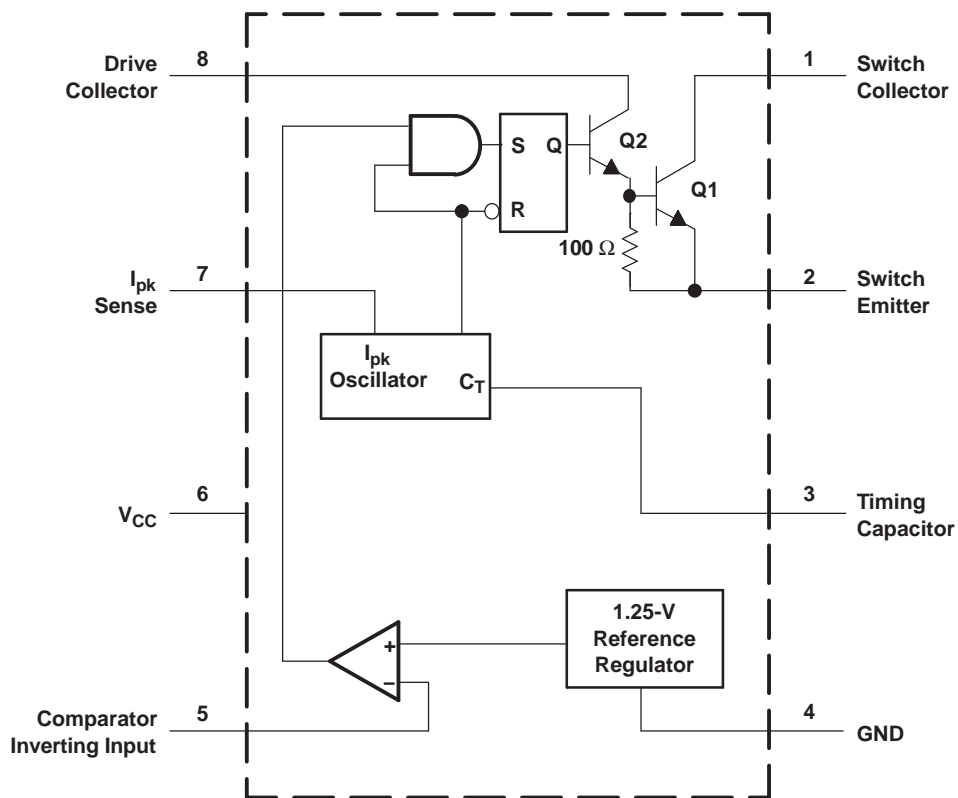 Drive
Collector
8
1
Switch
Collector
S
Q
Q2
Q1
R
100 Ω
Ipk
Sense
7
2
Switch
Emitter
Ipk
Oscillator
CT
VCC
6
3
Timing
Capacitor
1.25-V
Reference
Regulator
+
–
Comparator
Inverting Input
5
4
GND